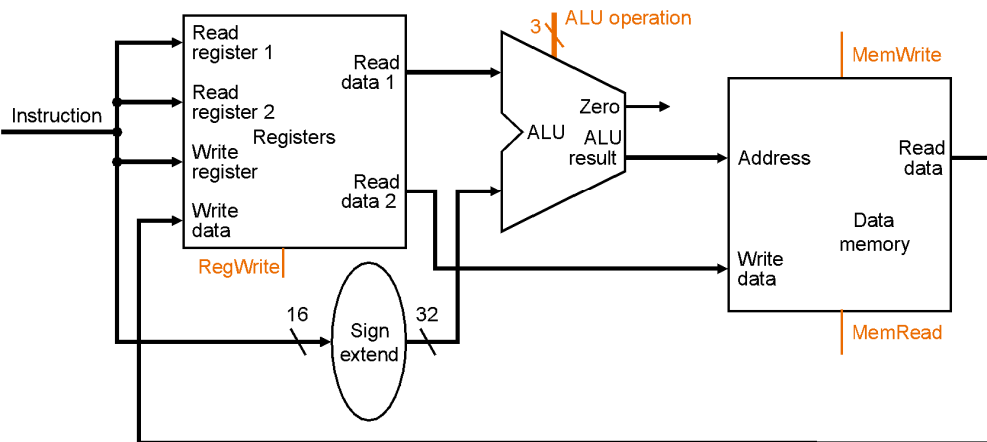 3
ALU operation
MemWrite
Instruction
Read
register 1
Read
register 2
Write
register
Write
data
Registers
Read
data 1
Read
data 2
RegWrite
Zero
ALU
ALU
result
Address
Write
data
Read
data
Data
memory
MemRead
16
Sign
extend
32